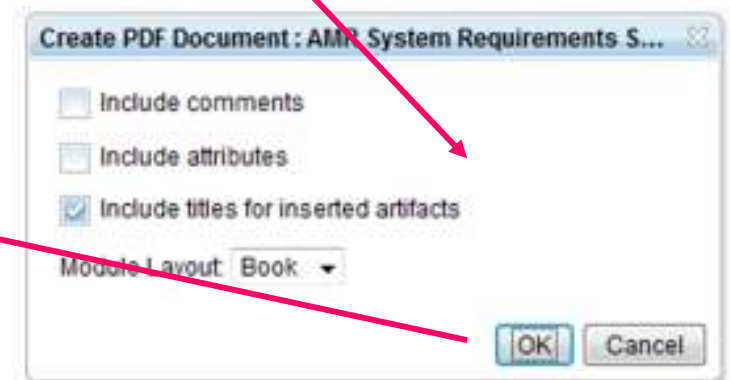 Create PDF Document : AMR System Requirements S...
Include comments
Include attributes
Include titles for inserted artifacts
Module Layout: Book
OK Cancel